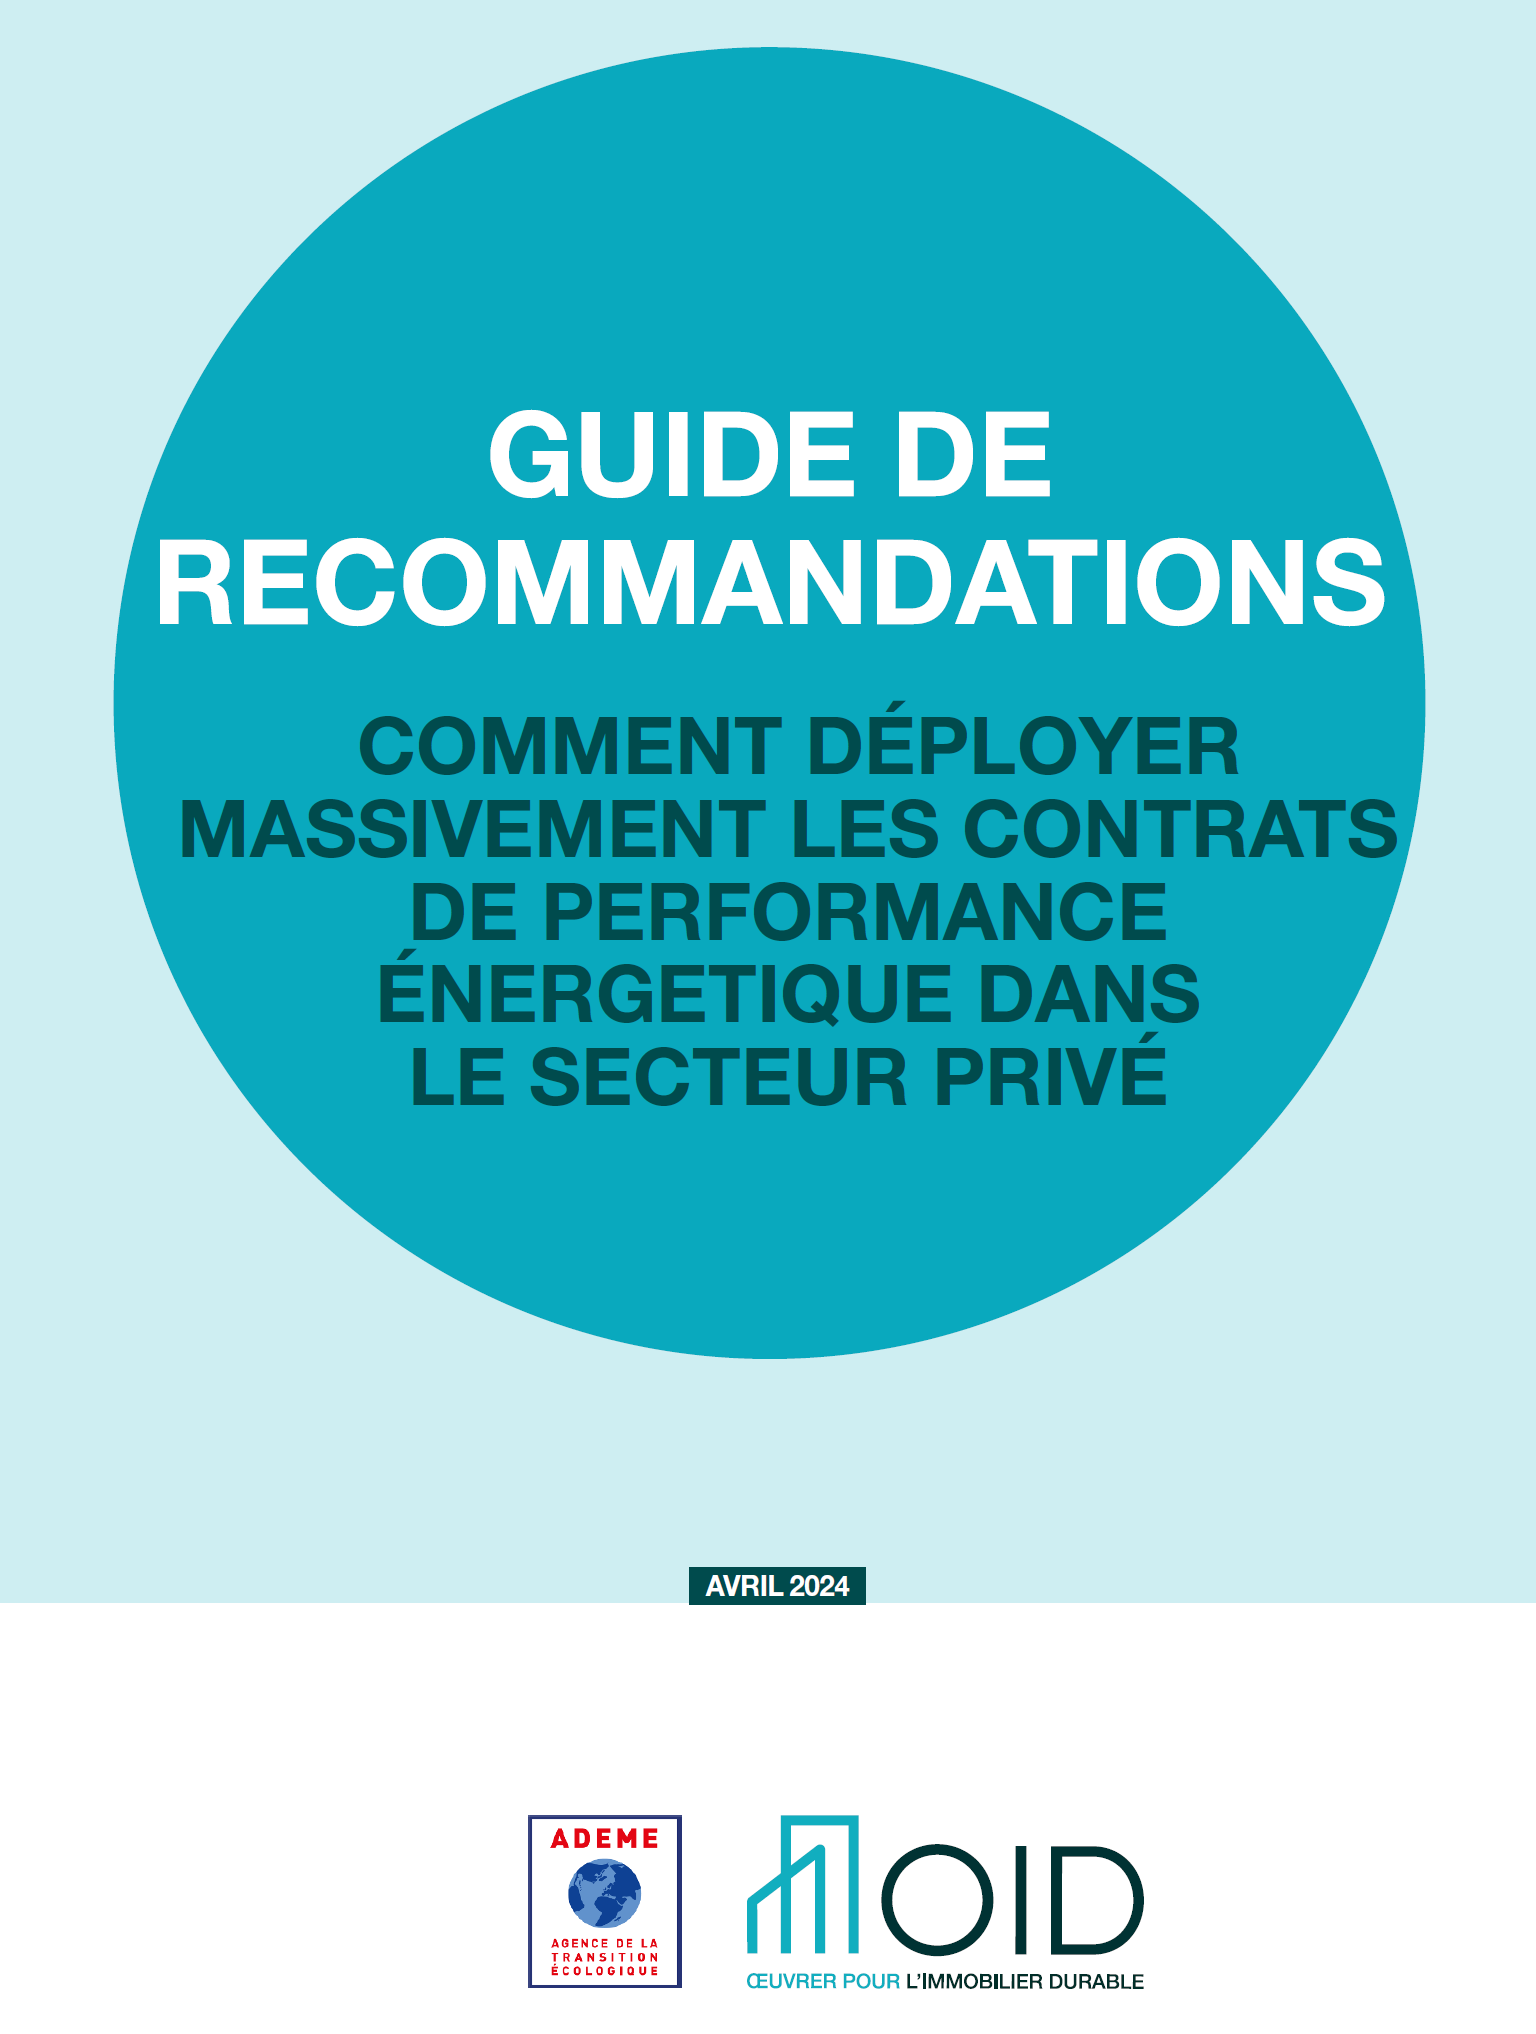 GUIDE DE
RECOMMANDATIONS
COMMENT DÉPLOYER
MASSIVEMENT LES CONTRATS
DE PERFORMANCE
ÉNERGETIQUE DANS
LE SECTEUR PRIVÉ
AVRIL 2024
ADEME
AGENCE DE LA
TRANSITION
ÉCOLOGIQUE
OID
ŒUVRER POUR L'IMMOBILIER DURABLE